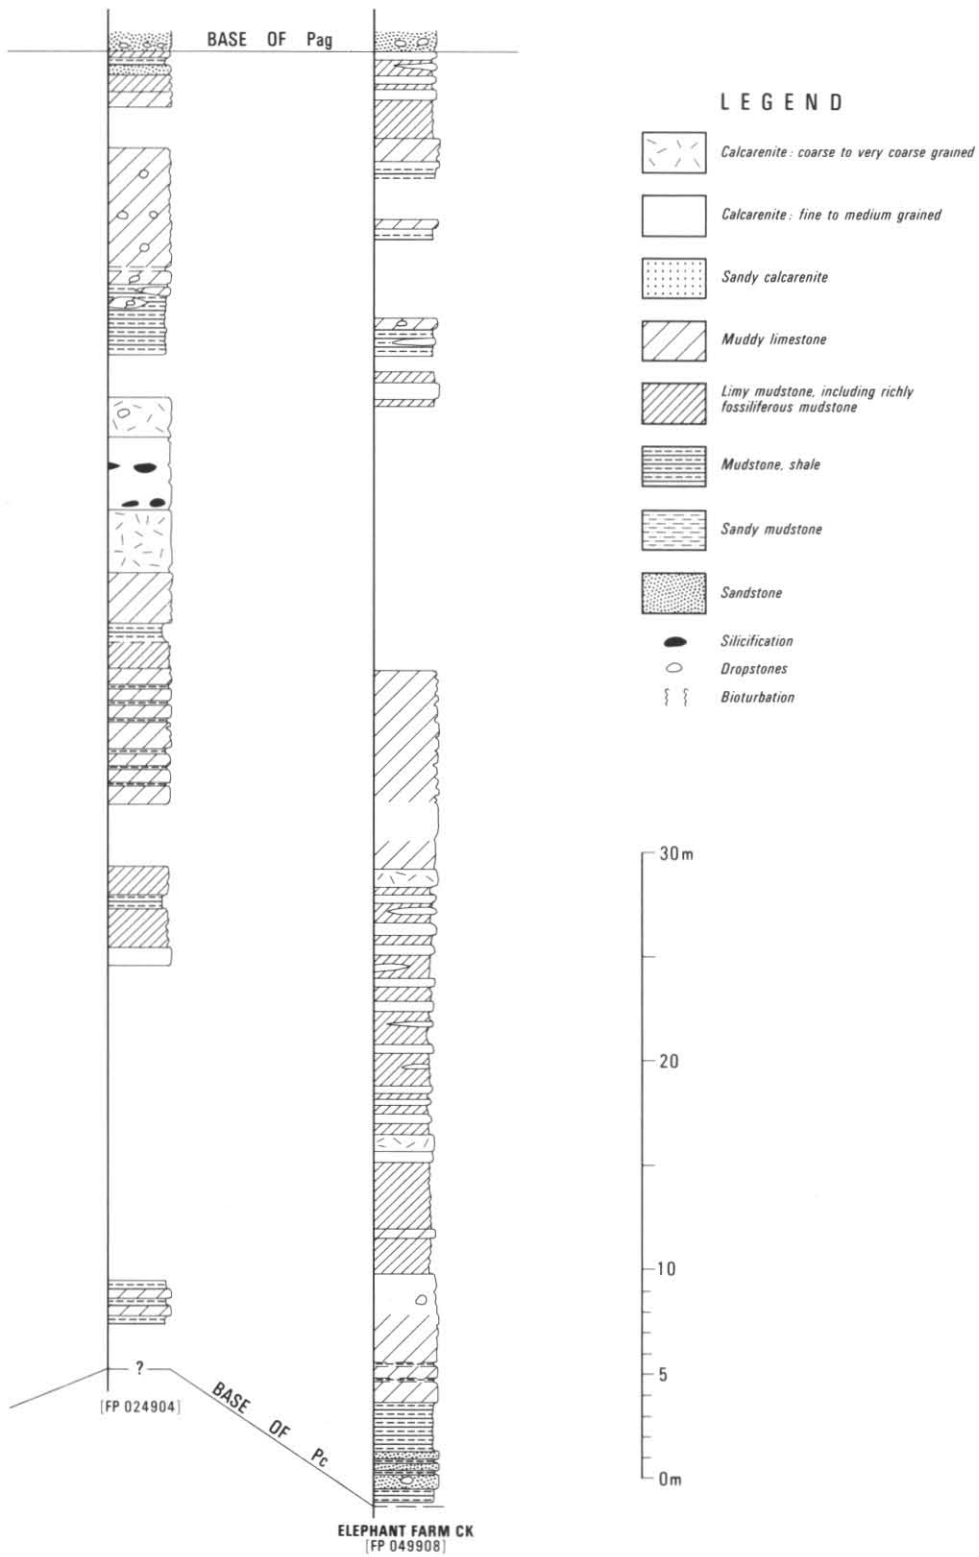 BASE OF Pag
LEGEND
Calcarenite: coarse to very coarse grained
Calcarenite: fine to medium grained
Sandy calcarenite
Muddy limestone
Limy mudstone, including richly
fossiliferous mudstone
Mudstone, shale
Sandy mudstone
Sandstone
Silicification
Dropstones
Bioturbation
30m
20
10
5
0m
?
[FP 024904]
BASE OF Pc
ELEPHANT FARM CK
[FP 049908]